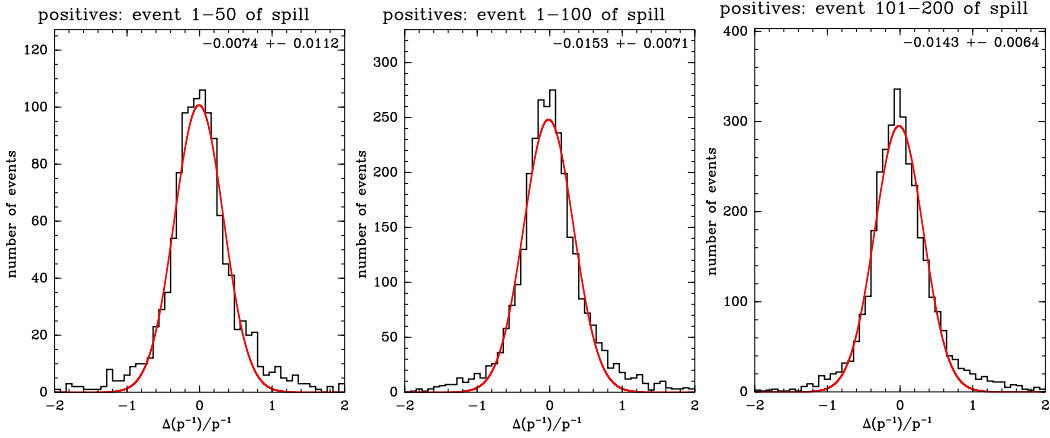 positives: event 1−50 of spill
−0.0074 +− 0.0112
120
100
80
60
40
20
0
number of events
−2 −1 0 1 2
Δ(p⁻¹)/p⁻¹
positives: event 1−100 of spill
−0.0153 +− 0.0071
300
250
200
150
100
50
0
number of events
−2 −1 0 1 2
Δ(p⁻¹)/p⁻¹
positives: event 101−200 of spill
−0.0143 +− 0.0064
400
300
200
100
0
number of events
−2 −1 0 1 2
Δ(p⁻¹)/p⁻¹